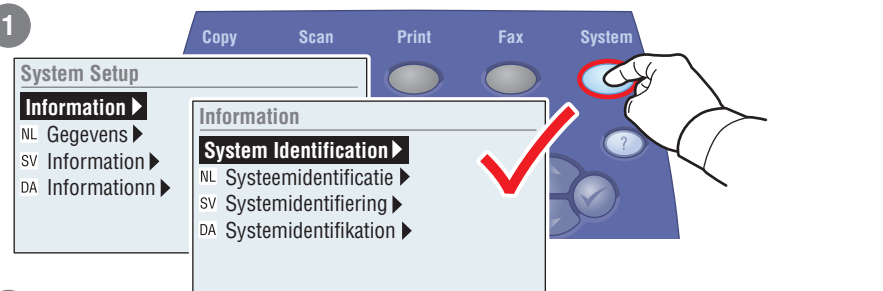 1
Copy Scan Print Fax System
System Setup
Information
NL Gegevens
SV Information
DA Informationn
Information
System Identification
NL Systeemidentificatie
SV Systemidentifiering
DA Systemidentifikation
?